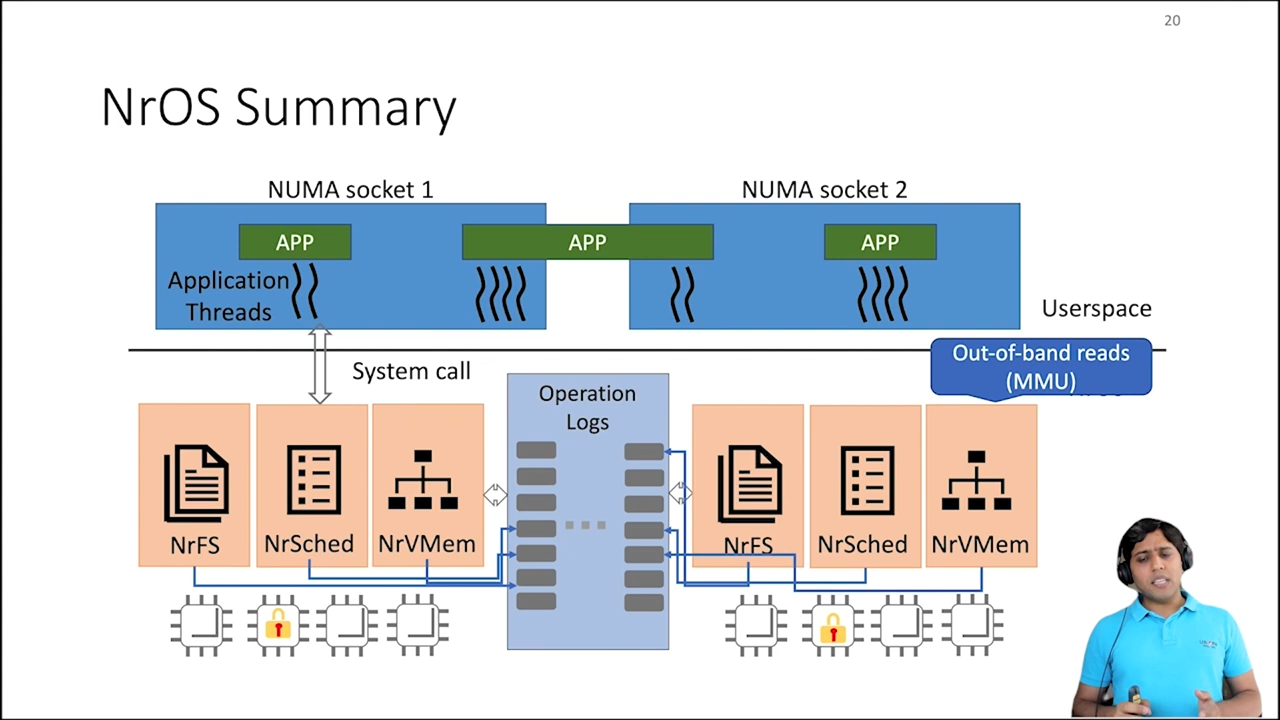 20
NrOS Summary
NUMA socket 1
NUMA socket 2
APP
APP
APP
Application
Threads
Userspace
System call
Out-of-band reads
(MMU)
Operation
Logs
NrFS
NrSched
NrVMem
NrFS
NrSched
NrVMem